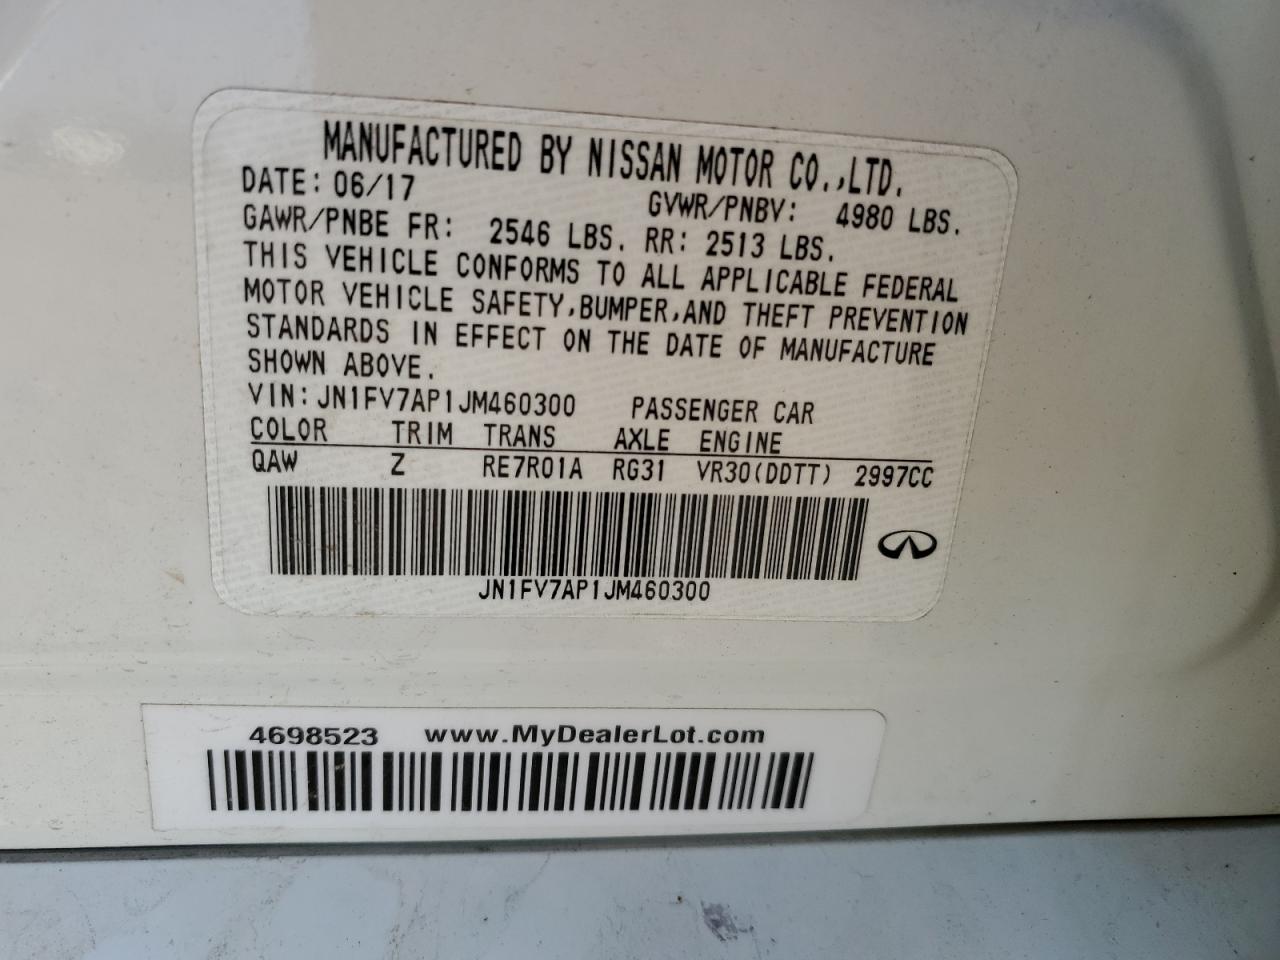 MANUFACTURED BY NISSAN MOTOR CO.,LTD.
DATE: 06/17 GVWR/PNBV: 4980 LBS.
GAWR/PNBE FR: 2546 LBS. RR: 2513 LBS.
THIS VEHICLE CONFORMS TO ALL APPLICABLE FEDERAL
MOTOR VEHICLE SAFETY,BUMPER,AND THEFT PREVENTION
STANDARDS IN EFFECT ON THE DATE OF MANUFACTURE
SHOWN ABOVE.
VIN: JN1FV7AP1JM460300 PASSENGER CAR
COLOR TRIM TRANS AXLE ENGINE
QAW Z RE7R01A RG31 VR30(DDTT) 2997CC
JN1FV7AP1JM460300
4698523 www.MyDealerLot.com